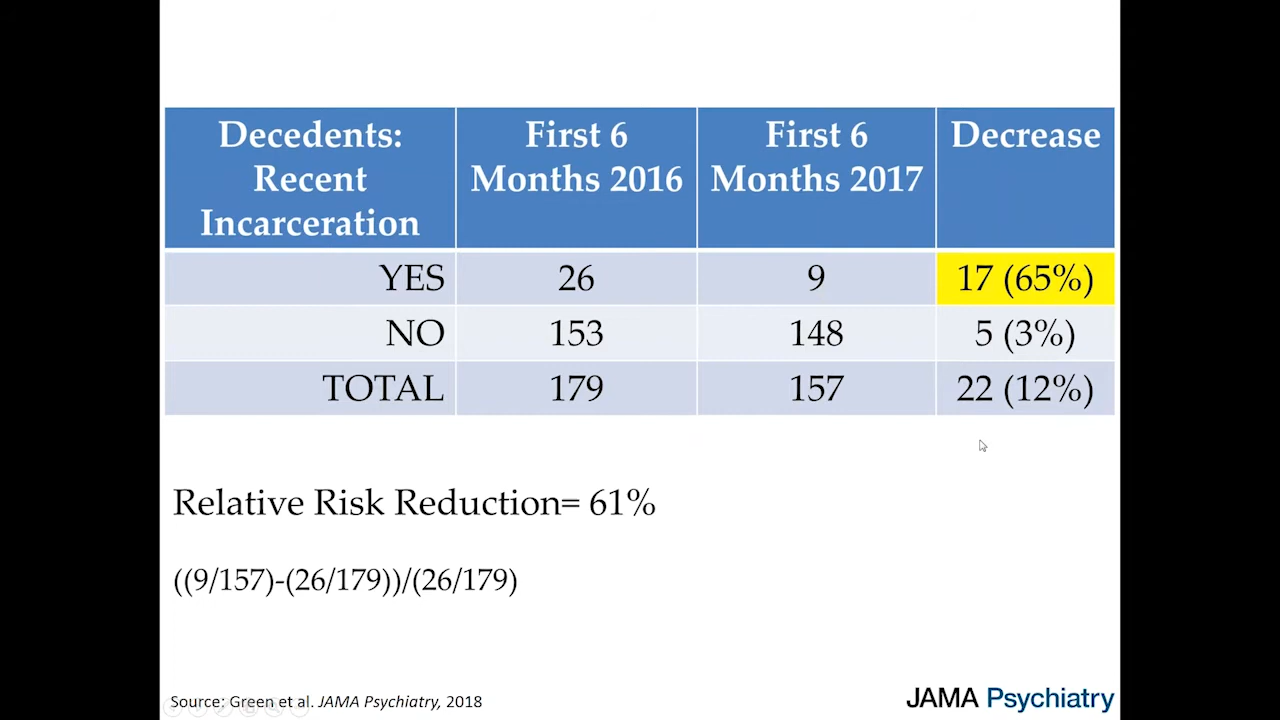 Decedents:
Recent
Incarceration
First 6
Months 2016
First 6
Months 2017
Decrease
YES
26
9
17 (65%)
NO
153
148
5 (3%)
TOTAL
179
157
22 (12%)
Relative Risk Reduction= 61%
((9/157)-(26/179))/(26/179)
Source: Green et al. JAMA Psychiatry, 2018
JAMA Psychiatry